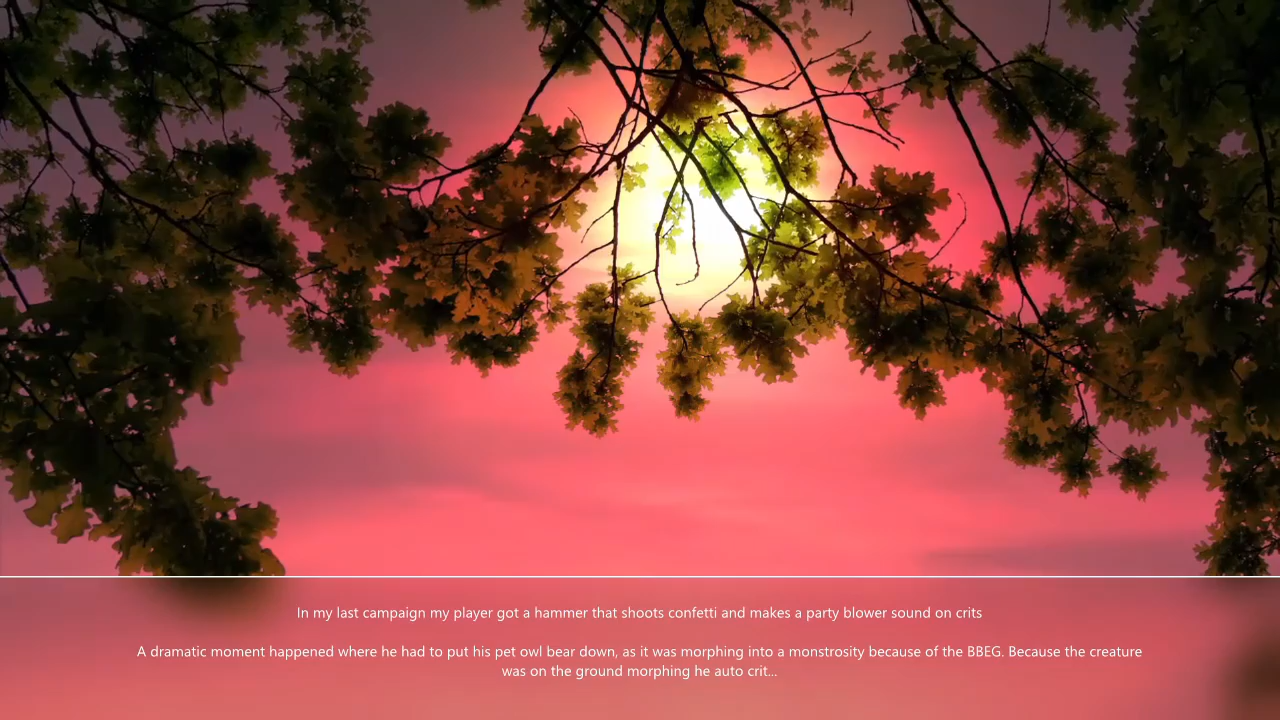 In my last campaign my player got a hammer that shoots confetti and makes a party blower sound on crits
A dramatic moment happened where he had to put his pet owl bear down, as it was morphing into a monstrosity because of the BBEG. Because the creature
was on the ground morphing he auto crit...